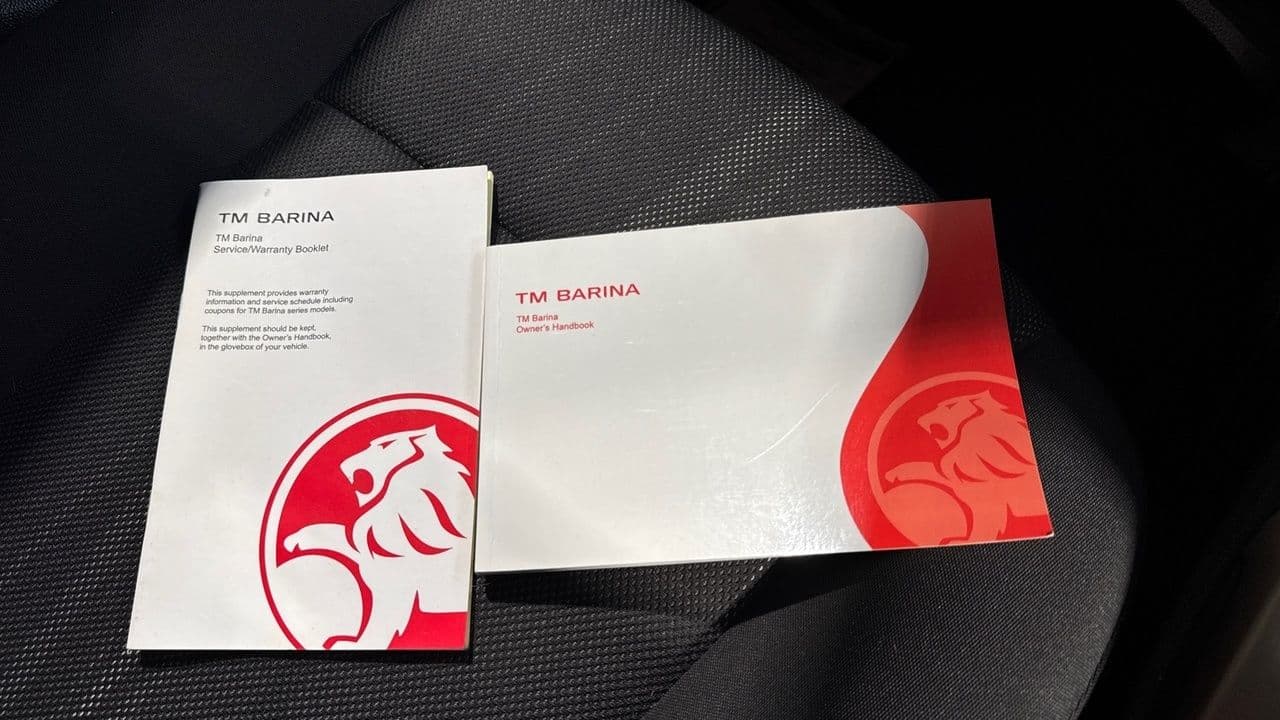 TM BARINA
TM Barina
Service/Warranty Booklet
This supplement provides warranty
information and service schedule including
coupons for TM Barina series models.
This supplement should be kept,
together with the Owner's Handbook,
in the glovebox of your vehicle.
TM BARINA
TM Barina
Owner's Handbook